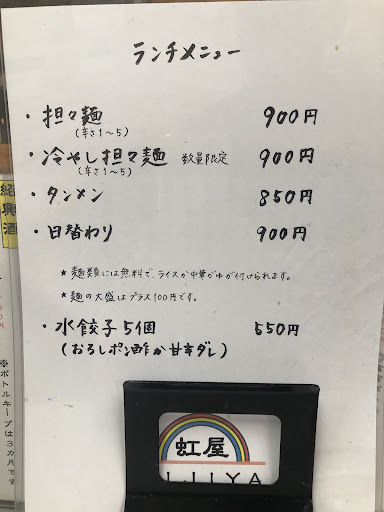 ランチメニュー
・担々麺 900円
(辛さ1~5)
・冷やし担々麺 数量限定 900円
(辛さ1~5)
・タンメン 850円
・日替わり 900円
★麺類には無料で、ライスか中華がゆが付けられます。
★麺の大盛はプラス100円です。
・水餃子5個 550円
(おろしポン酢か甘辛ダレ)
紹興酒
※ボトルキープは3カ月です
虹屋